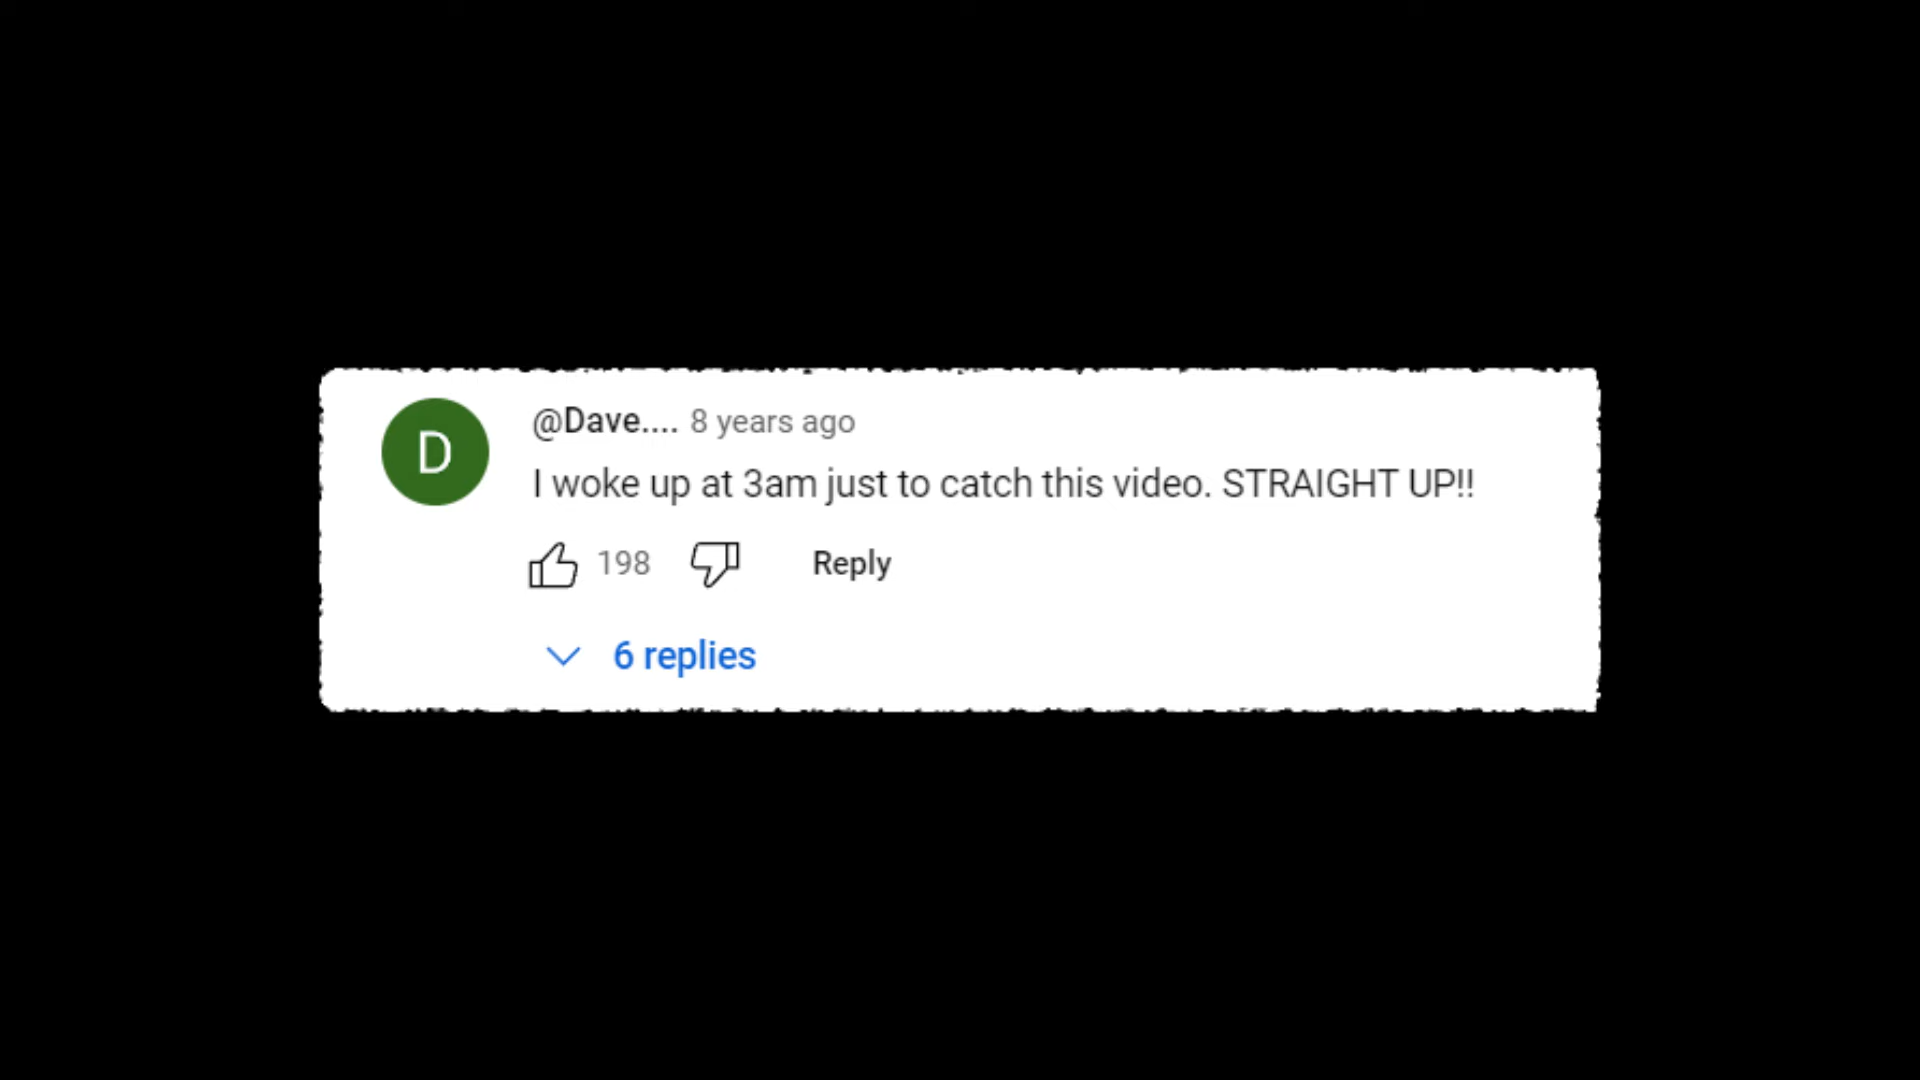 D
@Dave.... 8 years ago
I woke up at 3am just to catch this video. STRAIGHT UP!!
198 Reply
6 replies